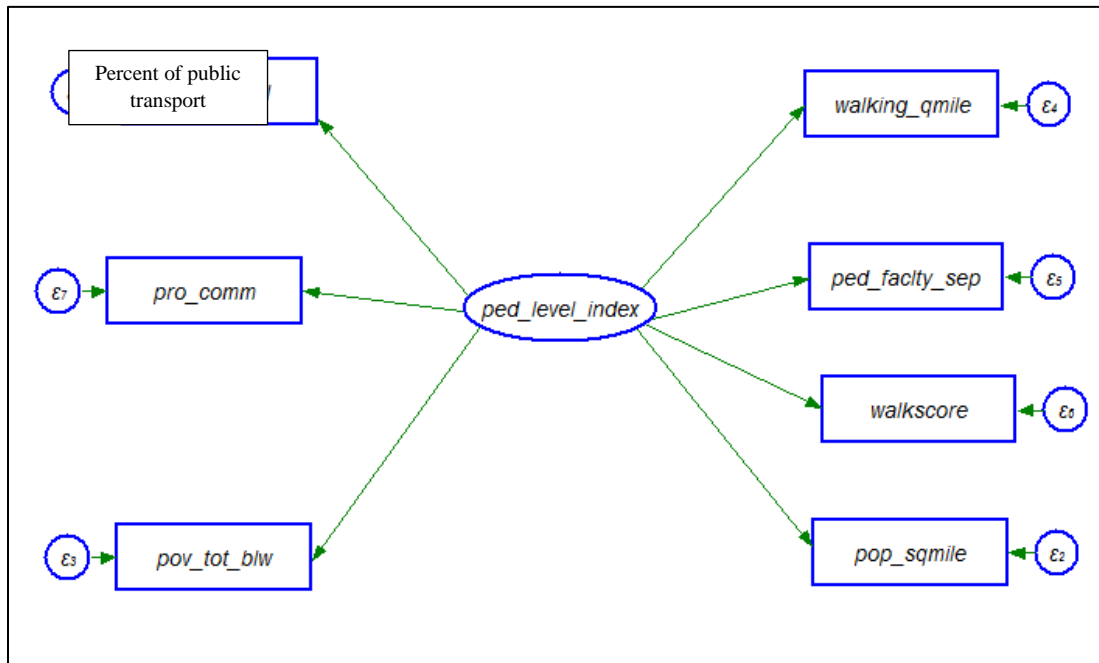 Percent of public
transport
walking_qmile
ε4
ε7
pro_comm
ped_level_index
ped_faclty_sep
ε5
walkscore
ε6
ε3
pov_tot_blw
pop_sqmile
ε2